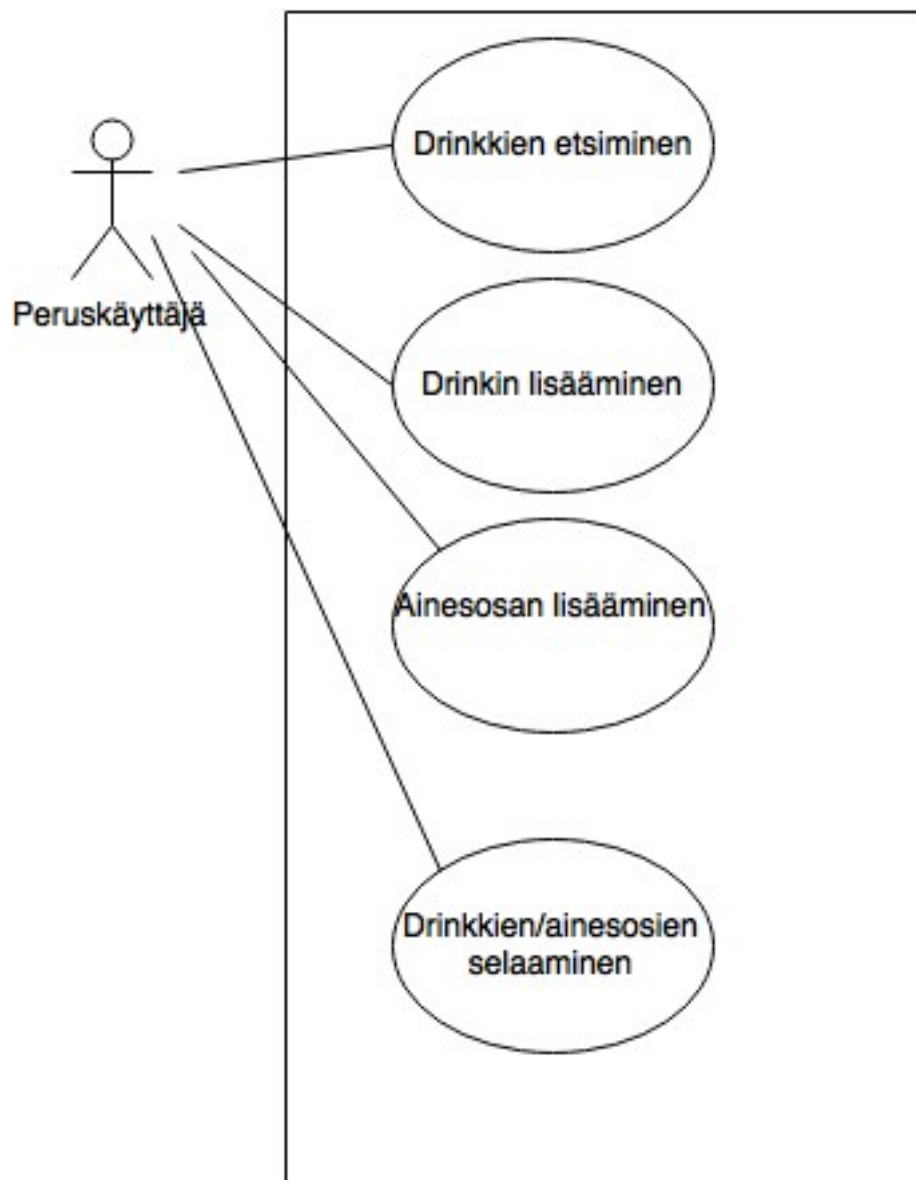 Drinkkien etsiminen
Peruskäyttäjä
Drinkin lisääminen
Ainesosan lisääminen
Drinkkien/ainesosien
selaaminen